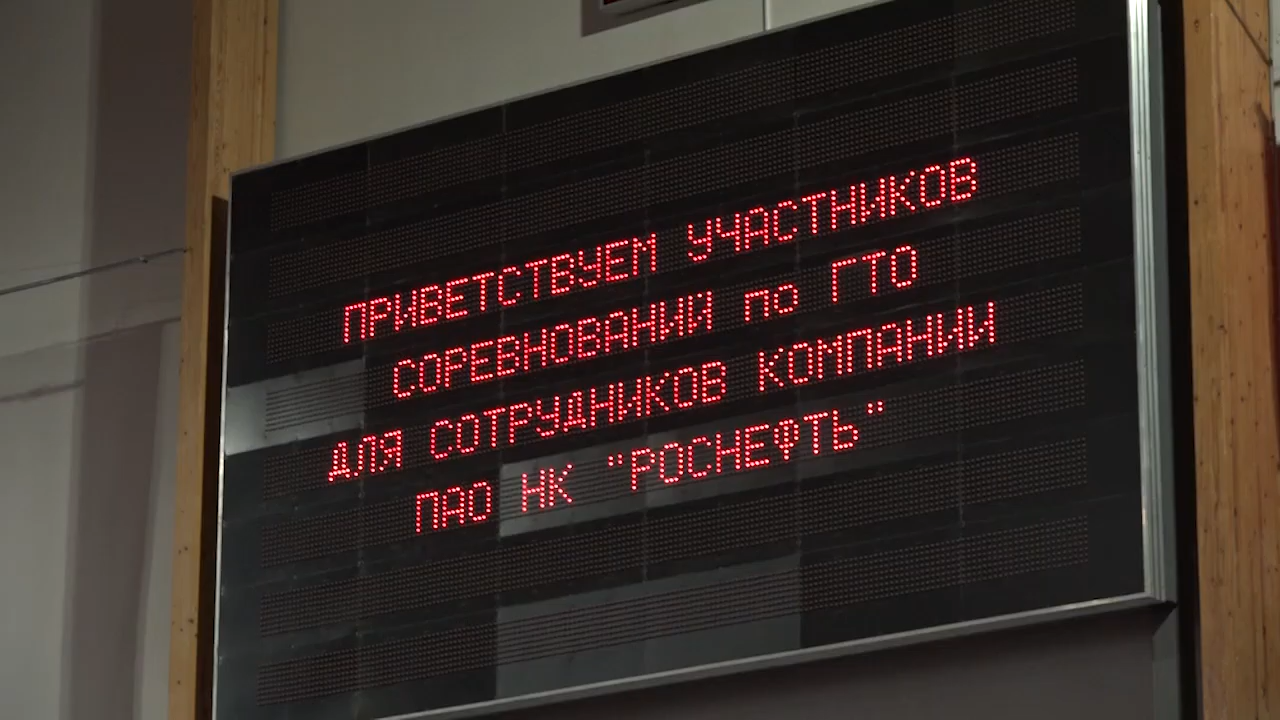 ПРИВЕТСТВУЕМ УЧАСТНИКОВ
СОРЕВНОВАНИЙ по ГТО
ДЛЯ СОТРУДНИКОВ КОМПАНИИ
ПАО НК "РОСНЕФТЬ"